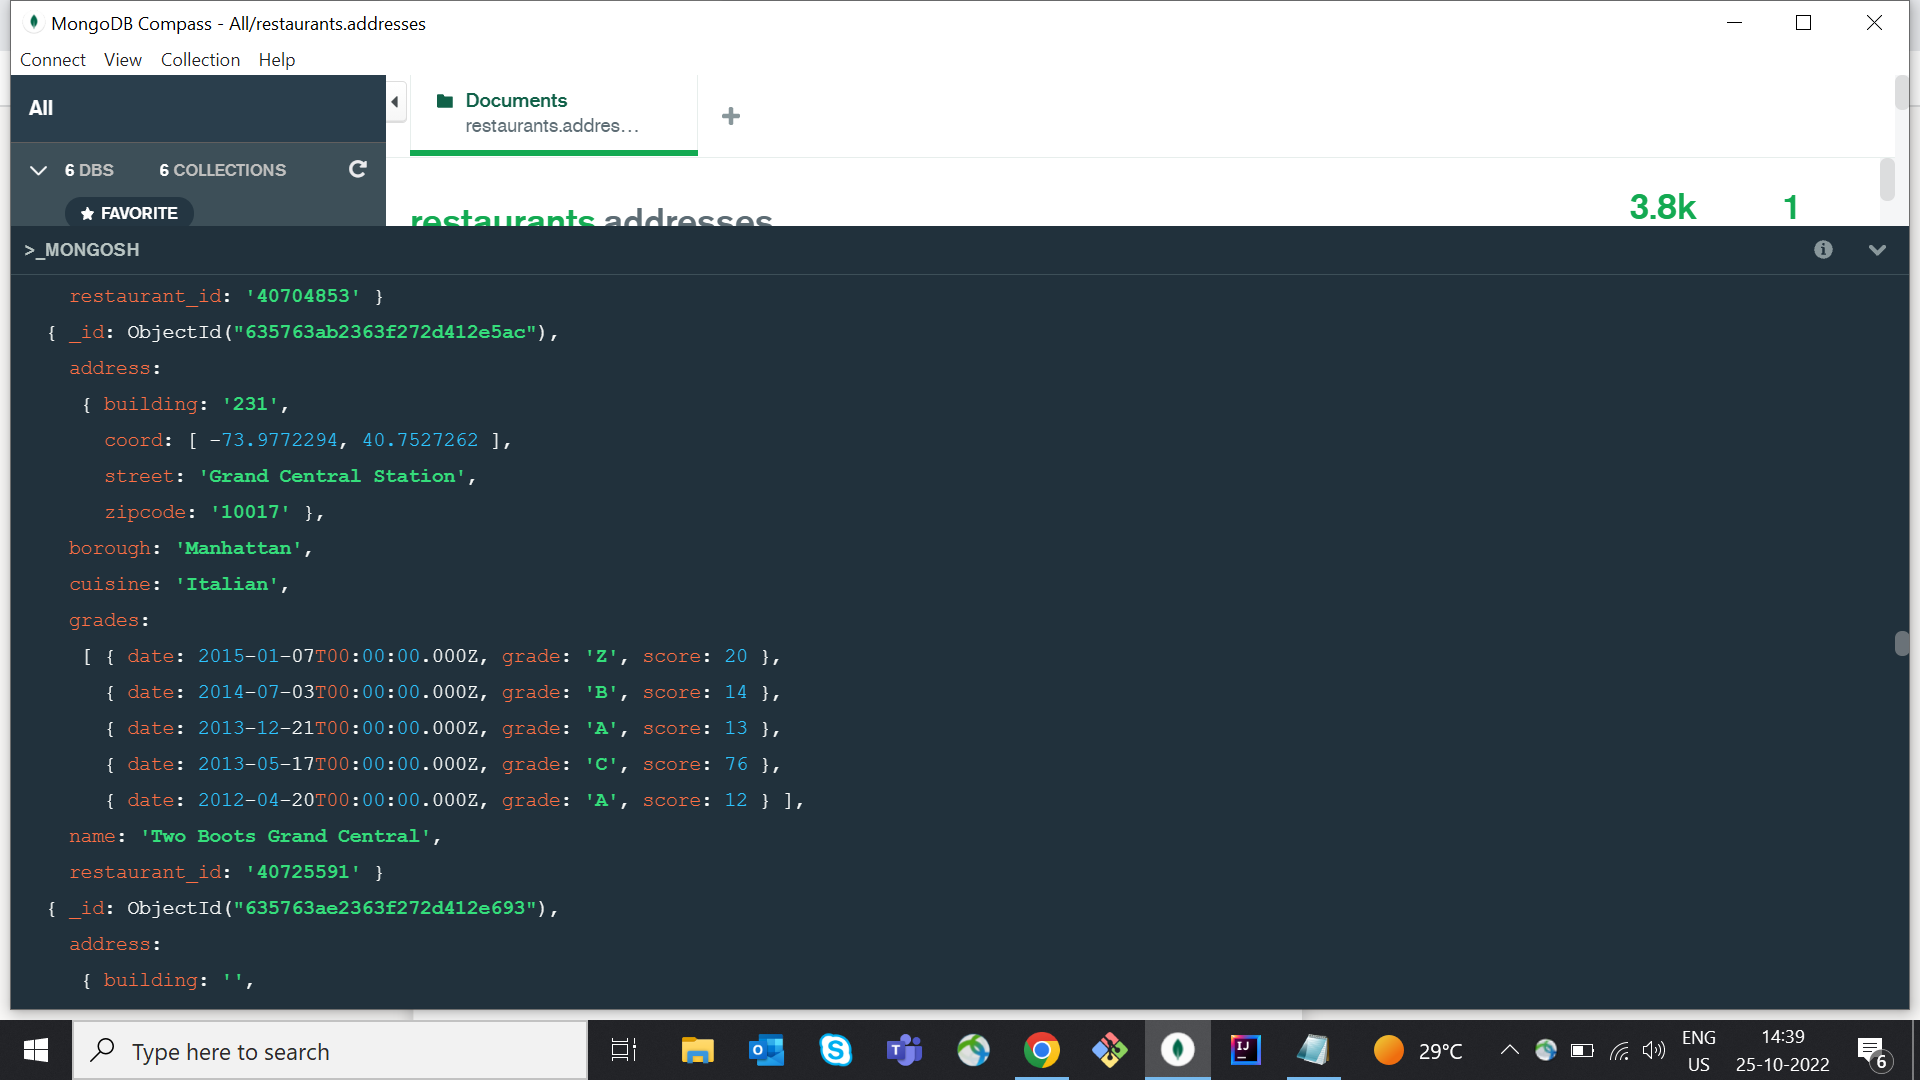 MongoDB Compass - All/restaurants.addresses
Connect View Collection Help
All
Documents
restaurants.addres...
6 DBS 6 COLLECTIONS
FAVORITE
restaurants.addresses
3.8k 1
>_MONGOSH
restaurant_id: '40704853' }
{ _id: ObjectId("635763ab2363f272d412e5ac"),
address:
{ building: '231',
coord: [ -73.9772294, 40.7527262 ],
street: 'Grand Central Station',
zipcode: '10017' },
borough: 'Manhattan',
cuisine: 'Italian',
grades:
[ { date: 2015-01-07T00:00:00.000Z, grade: 'Z', score: 20 },
{ date: 2014-07-03T00:00:00.000Z, grade: 'B', score: 14 },
{ date: 2013-12-21T00:00:00.000Z, grade: 'A', score: 13 },
{ date: 2013-05-17T00:00:00.000Z, grade: 'C', score: 76 },
{ date: 2012-04-20T00:00:00.000Z, grade: 'A', score: 12 } ],
name: 'Two Boots Grand Central',
restaurant_id: '40725591' }
{ _id: ObjectId("635763ae2363f272d412e693"),
address:
{ building: '',
Type here to search
29°C
ENG
US
14:39
25-10-2022
6